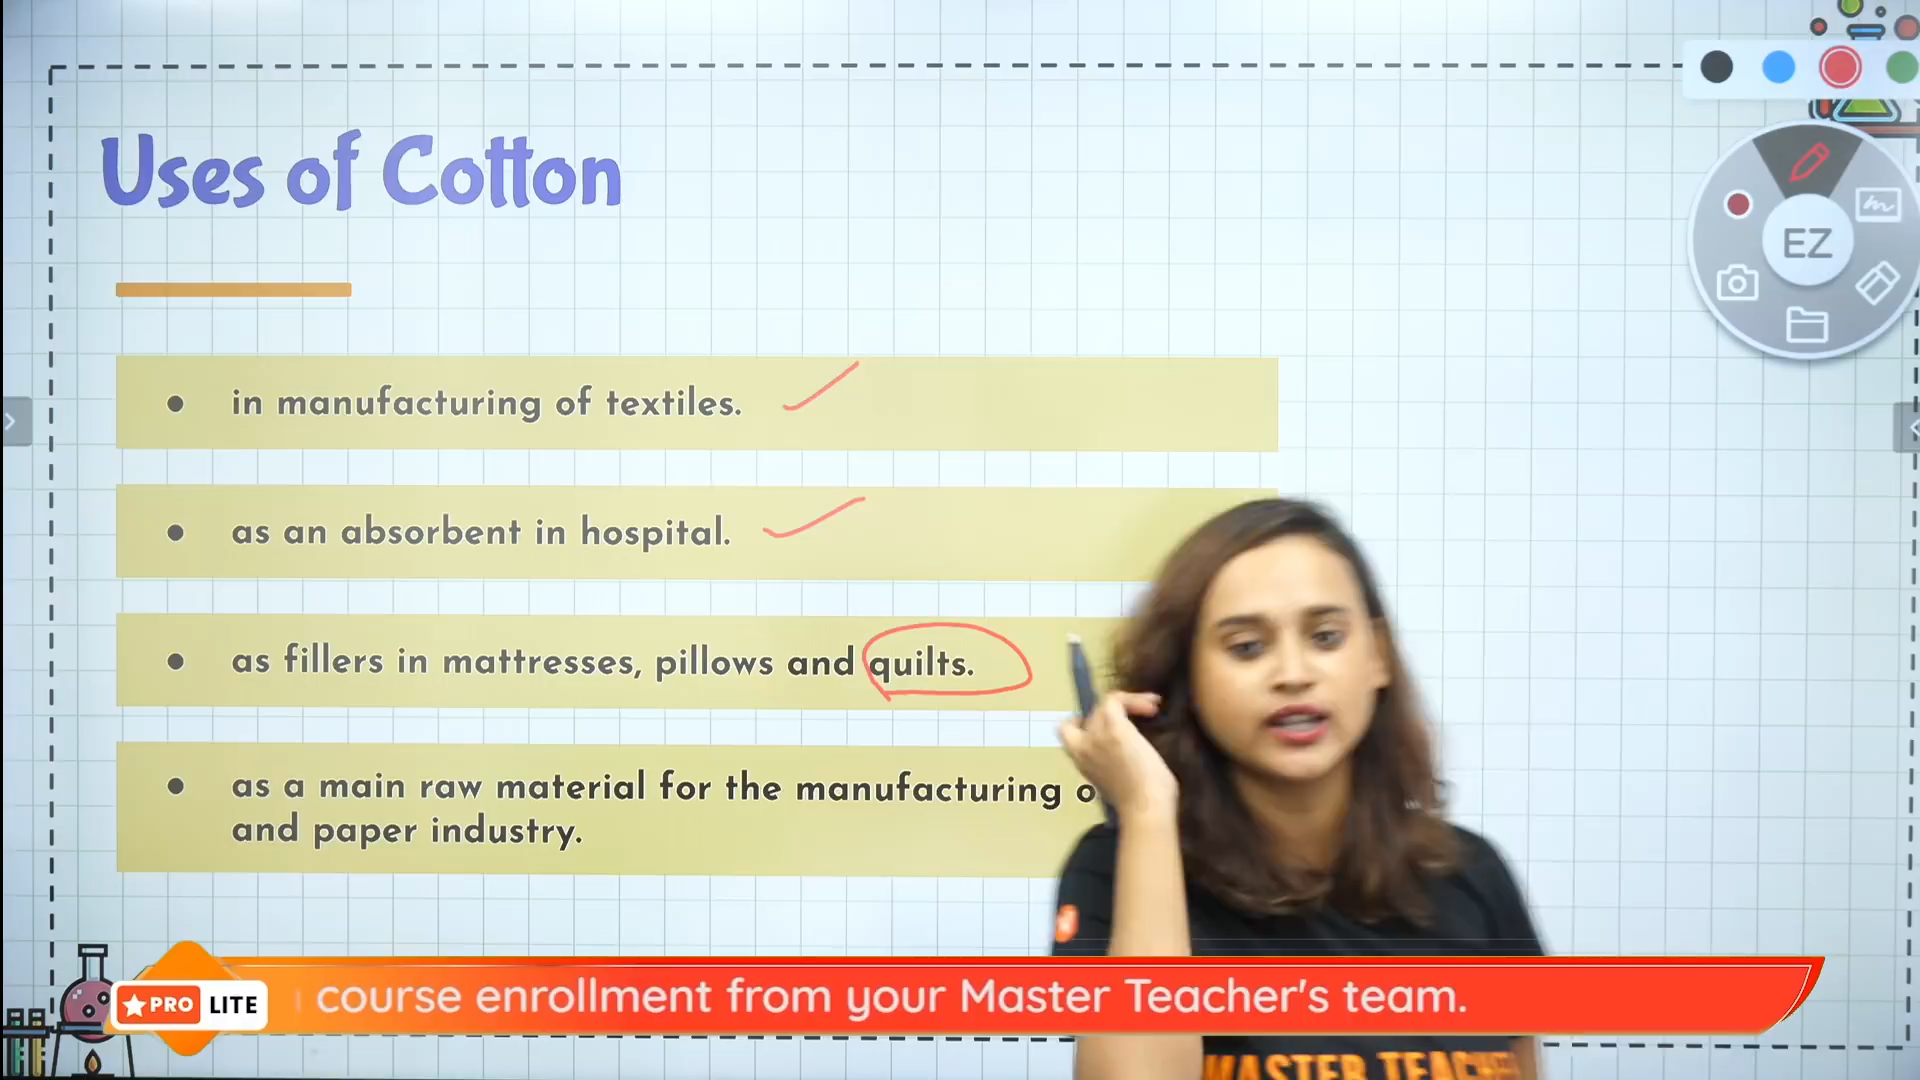 Uses of Cotton
EZ
• in manufacturing of textiles.
• as an absorbent in hospital.
• as fillers in mattresses, pillows and quilts.
• as a main raw material for the manufacturing
and paper industry.
PRO LITE
course enrollment from your Master Teacher's team.
MASTER